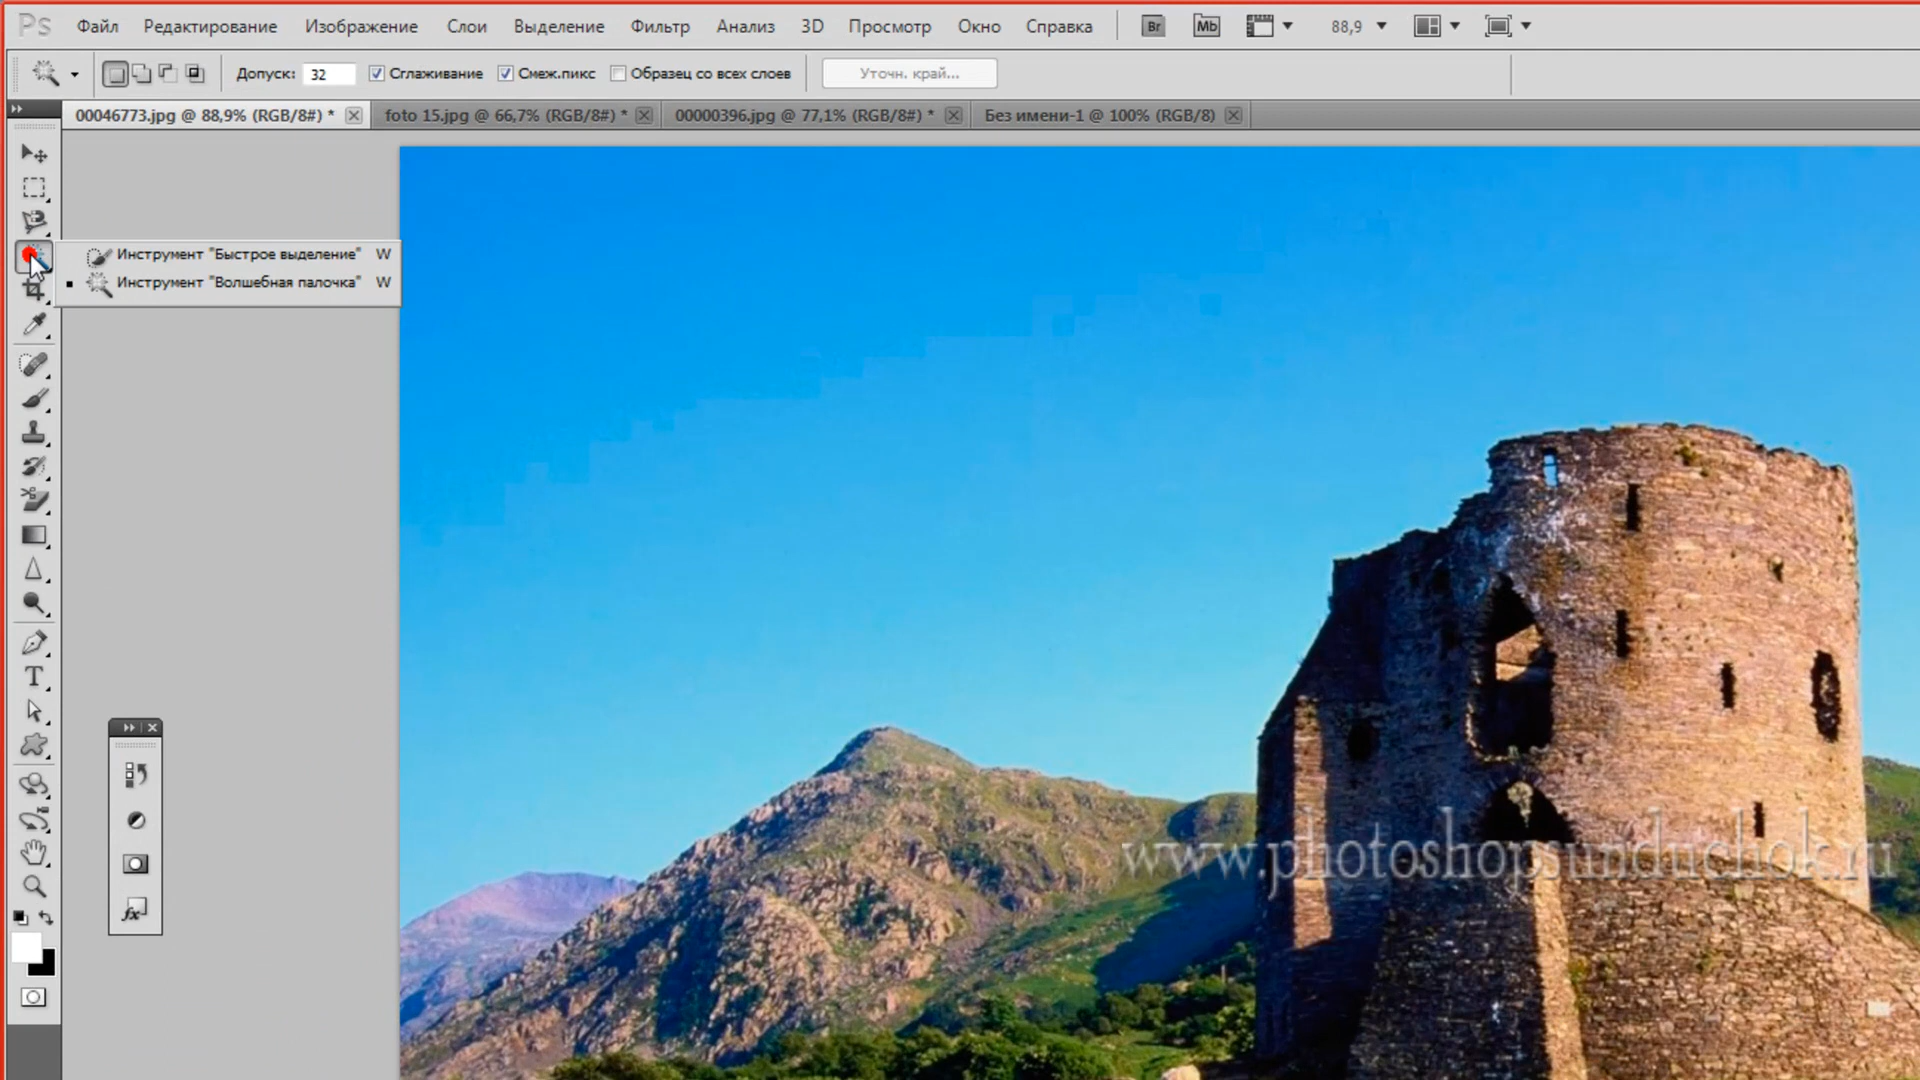 Ps Файл Редактирование Изображение Слои Выделение Фильтр Анализ 3D Просмотр Окно Справка Br Mb 88,9
Допуск: 32 Сглаживание Смеж.пикс Образец со всех слоев Уточн. край...
00046773.jpg @ 88,9% (RGB/8#) * foto 15.jpg @ 66,7% (RGB/8#) * 00000396.jpg @ 77,1% (RGB/8#) * Без имени-1 @ 100% (RGB/8)
Инструмент "Быстрое выделение" W
Инструмент "Волшебная палочка" W
T
fx
www.photoshopsunduchok.ru